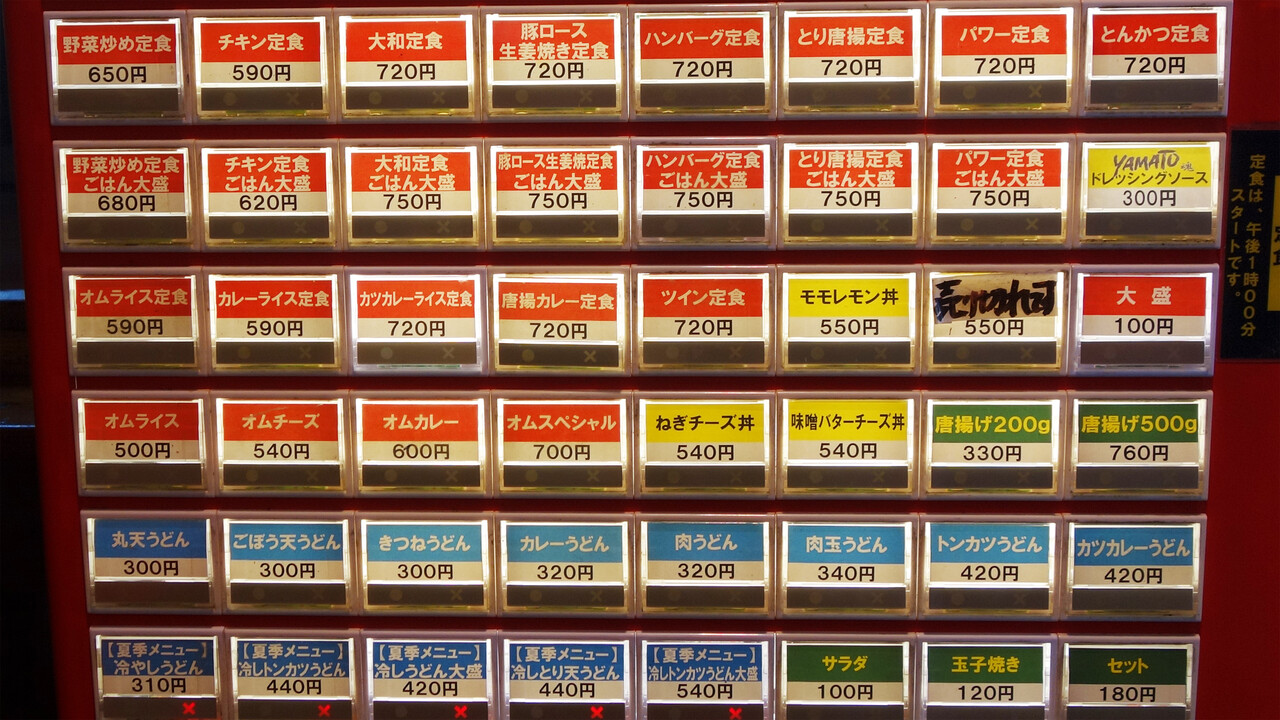 野菜炒め定食
650円
チキン定食
590円
大和定食
720円
豚ロース
生姜焼き定食
720円
ハンバーグ定食
720円
とり唐揚定食
720円
パワー定食
720円
とんかつ定食
720円
野菜炒め定食
ごはん大盛
680円
チキン定食
ごはん大盛
620円
大和定食
ごはん大盛
750円
豚ロース生姜焼定食
ごはん大盛
750円
ハンバーグ定食
ごはん大盛
750円
とり唐揚定食
ごはん大盛
750円
パワー定食
ごはん大盛
750円
YAMATO
ドレッシングソース
300円
定食は、午後1時00分
スタートです。
オムライス定食
590円
カレーライス定食
590円
カツカレーライス定食
720円
唐揚カレー定食
720円
ツイン定食
720円
モモレモン丼
550円
売り切れです
550円
大盛
100円
オムライス
500円
オムチーズ
540円
オムカレー
600円
オムスペシャル
700円
ねぎチーズ丼
540円
味噌バターチーズ丼
540円
唐揚げ200g
330円
唐揚げ500g
760円
丸天うどん
300円
ごぼう天うどん
300円
きつねうどん
300円
カレーうどん
320円
肉うどん
320円
肉玉うどん
340円
トンカツうどん
420円
カツカレーうどん
420円
【夏季メニュー】
冷やしうどん
310円
【夏季メニュー】
冷しトンカツうどん
440円
【夏季メニュー】
冷しうどん大盛
420円
【夏季メニュー】
冷しとり天うどん
440円
【夏季メニュー】
冷しトンカツうどん大盛
540円
サラダ
100円
玉子焼き
120円
セット
180円